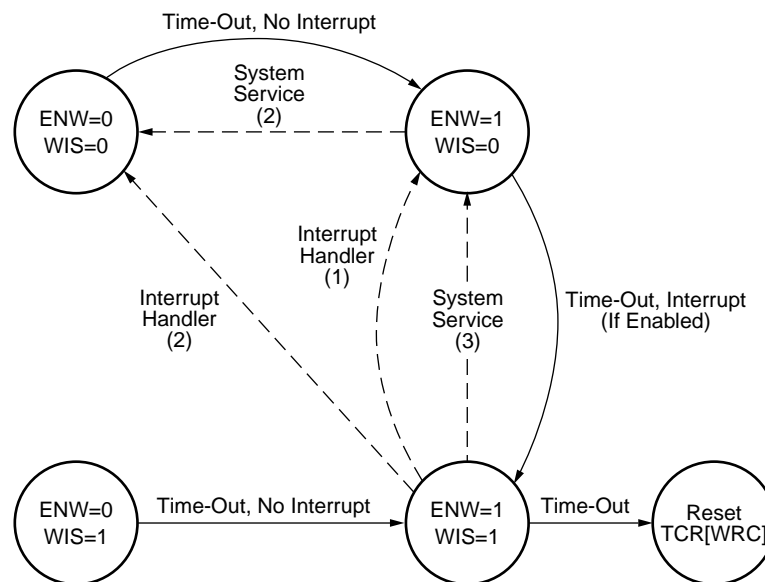 Time-Out, No Interrupt
System
Service
(2)
ENW=0
WIS=0
ENW=1
WIS=0
Interrupt
Handler
(1)
Interrupt
Handler
(2)
System
Service
(3)
Time-Out, Interrupt
(If Enabled)
ENW=0
WIS=1
Time-Out, No Interrupt
ENW=1
WIS=1
Time-Out
Reset
TCR[WRC]